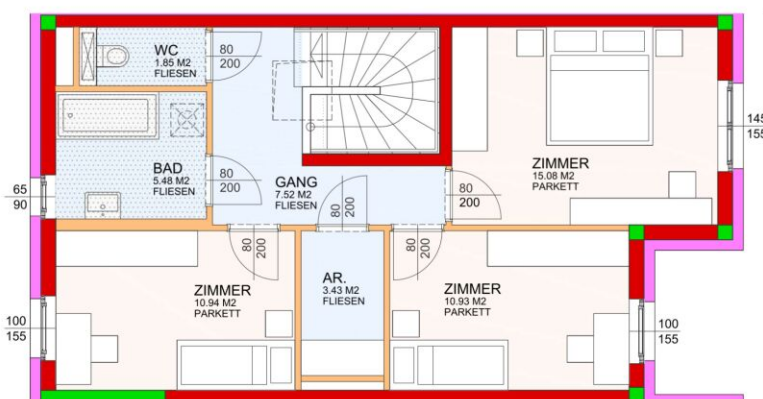 WC
1.85 M2
FLIESEN
80
200
145
155
BAD
5.48 M2
FLIESEN
80
200
65
90
GANG
7.52 M2
FLIESEN
80
200
ZIMMER
15.08 M2
PARKETT
80
200
80
200
80
200
ZIMMER
10.94 M2
PARKETT
AR.
3.43 M2
FLIESEN
ZIMMER
10.93 M2
PARKETT
100
155
100
155